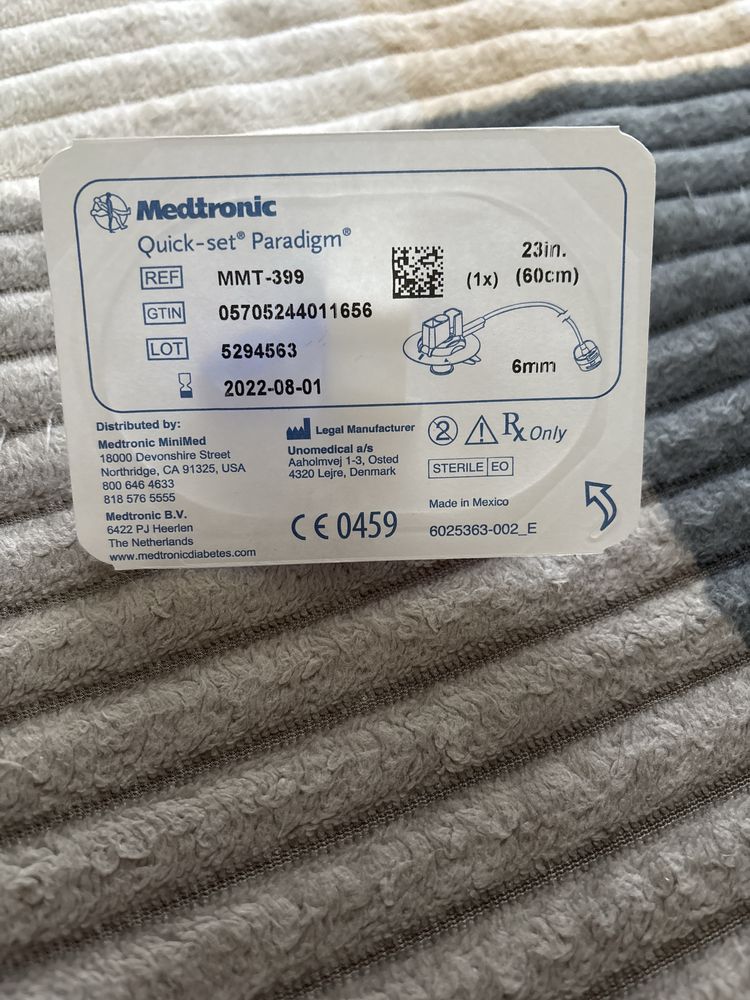 Medtronic
Quick-set® Paradigm®
REF MMT-399
GTIN 05705244011656
LOT 5294563
2022-08-01
(1x)
23in.
(60cm)
6mm
Distributed by:
Medtronic MiniMed
18000 Devonshire Street
Northridge, CA 91325, USA
800 646 4633
818 576 5555
Medtronic B.V.
6422 PJ Heerlen
The Netherlands
www.medtronicdiabetes.com
Legal Manufacturer
Unomedical a/s
Aaholmvej 1-3, Osted
4320 Lejre, Denmark
CE 0459
2
Rx Only
STERILE EO
Made in Mexico
6025363-002_E